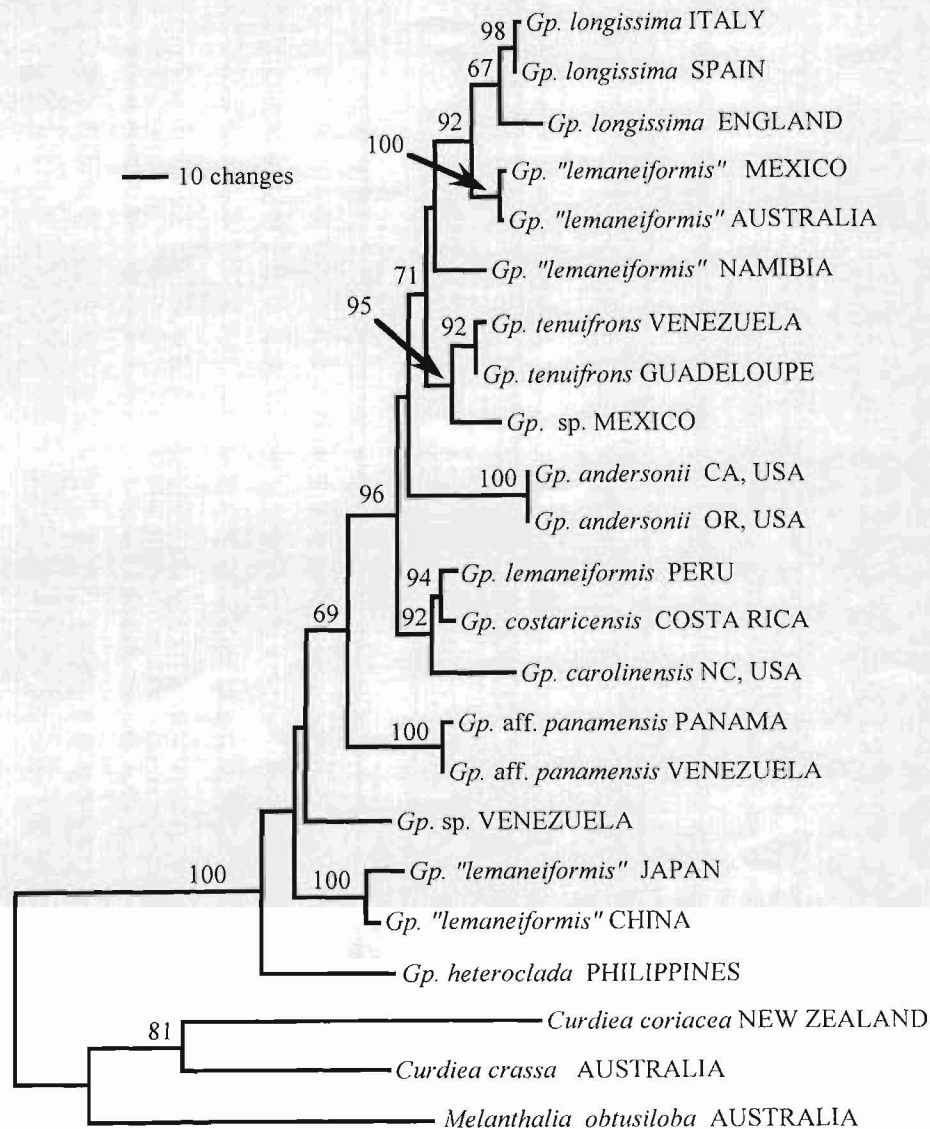 98 Gp. longissima ITALY
67 Gp. longissima SPAIN
92 Gp. longissima ENGLAND
100
10 changes
Gp. "lemaneiformis" MEXICO
Gp. "lemaneiformis" AUSTRALIA
71 Gp. "lemaneiformis" NAMIBIA
95
92 Gp. tenuifrons VENEZUELA
Gp. tenuifrons GUADELOUPE
Gp. sp. MEXICO
100 Gp. andersonii CA, USA
96
Gp. andersonii OR, USA
94 Gp. lemaneiformis PERU
69 92 Gp. costaricensis COSTA RICA
Gp. carolinensis NC, USA
100 Gp. aff. panamensis PANAMA
Gp. aff. panamensis VENEZUELA
Gp. sp. VENEZUELA
100 100 Gp. "lemaneiformis" JAPAN
Gp. "lemaneiformis" CHINA
Gp. heteroclada PHILIPPINES
81 Curdiea coriacea NEW ZEALAND
Curdiea crassa AUSTRALIA
Melanthalia obtusiloba AUSTRALIA